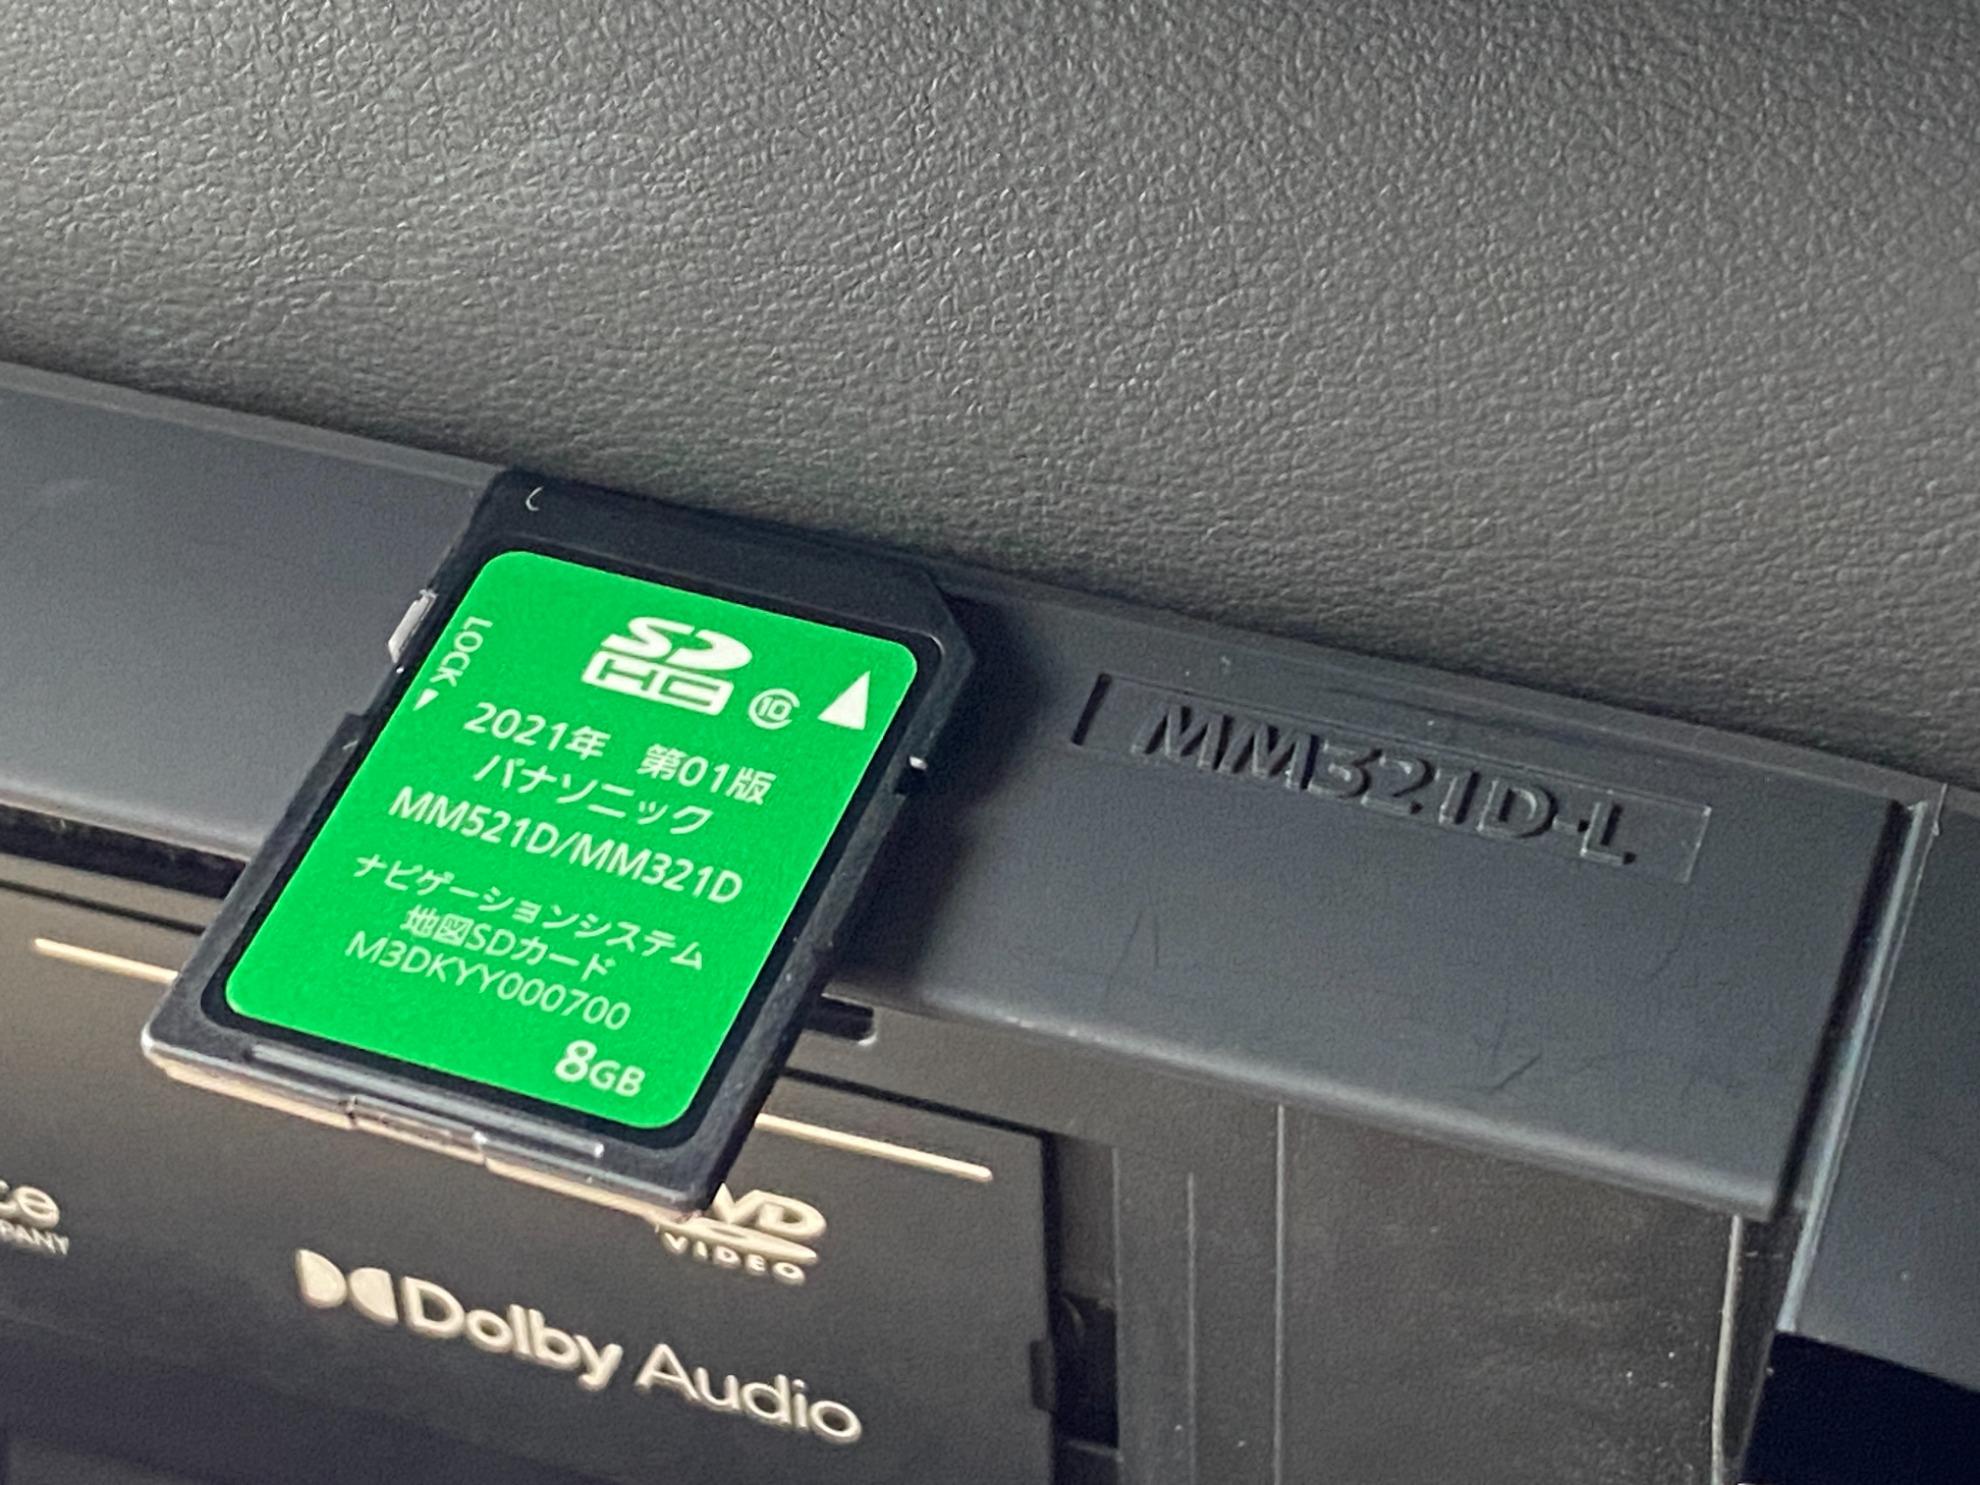 LOCK
SD
HC
10
2021年 第01版
パナソニック
MM521D/MM321D
ナビゲーションシステム
地図SDカード
M3DKYY000700
8GB
MM321D-L
VIDEO
Dolby Audio